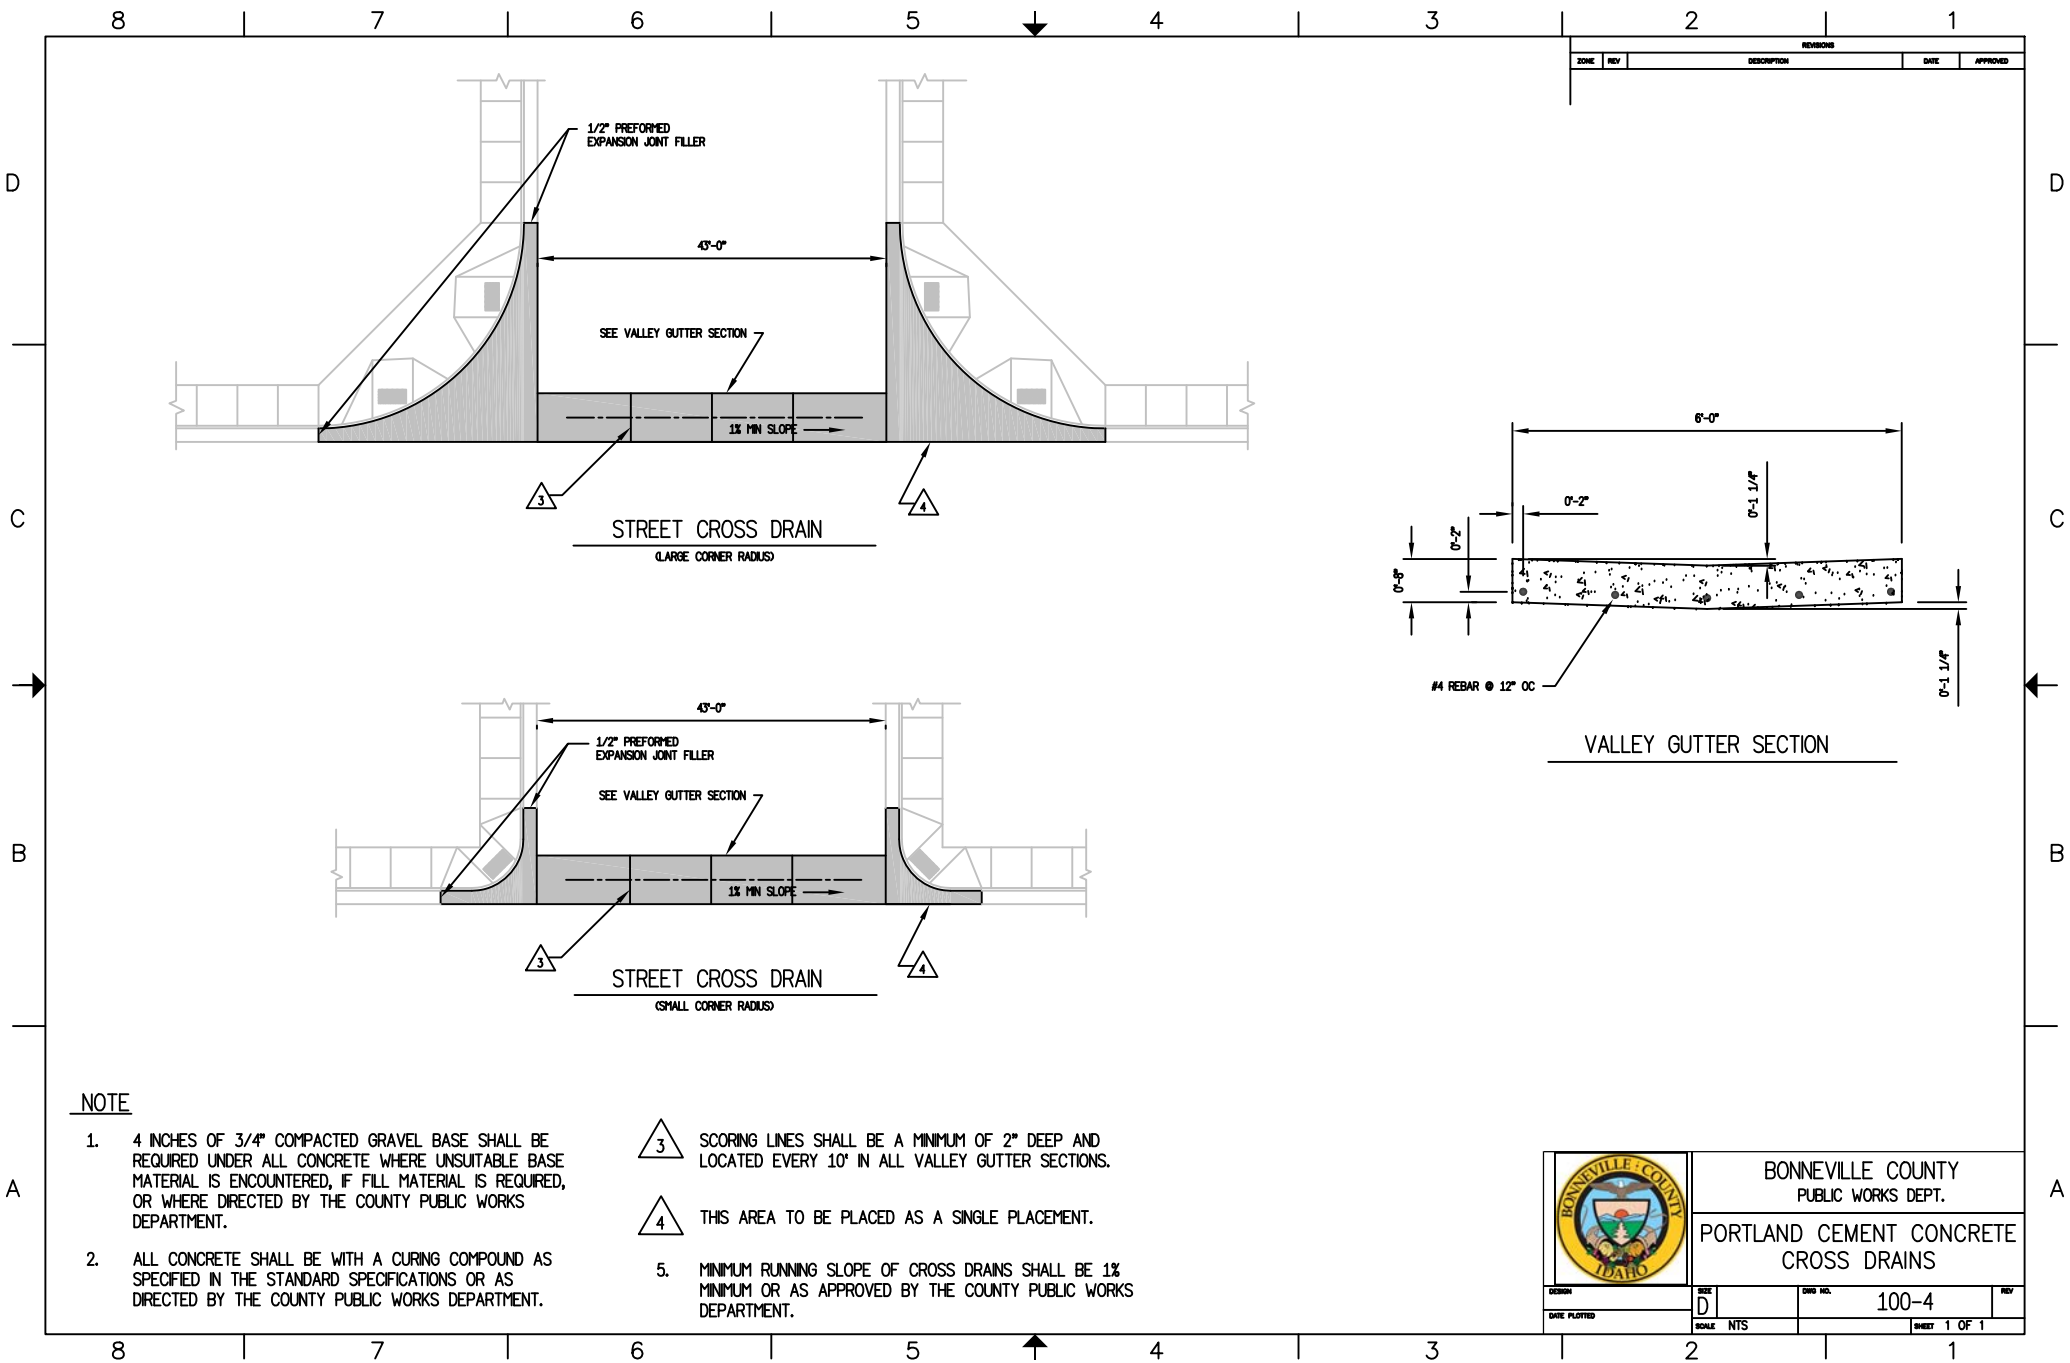 8 7 6 5 4 3 2 1
REVISIONS
ZONE REV DESCRIPTION DATE APPROVED
1/2" PREFORMED
EXPANSION JOINT FILLER
D D
43'-0"
SEE VALLEY GUTTER SECTION
1% MIN SLOPE
3
4
STREET CROSS DRAIN
(LARGE CORNER RADIUS)
C C
6'-0"
0'-2"
0'-1 1/4"
0'-2"
0'-8"
#4 REBAR @ 12" OC
0'-1 1/4"
VALLEY GUTTER SECTION
43'-0"
1/2" PREFORMED
EXPANSION JOINT FILLER
SEE VALLEY GUTTER SECTION
B B
1% MIN SLOPE
3
4
STREET CROSS DRAIN
(SMALL CORNER RADIUS)
NOTE
1. 4 INCHES OF 3/4" COMPACTED GRAVEL BASE SHALL BE
REQUIRED UNDER ALL CONCRETE WHERE UNSUITABLE BASE
MATERIAL IS ENCOUNTERED, IF FILL MATERIAL IS REQUIRED,
OR WHERE DIRECTED BY THE COUNTY PUBLIC WORKS
DEPARTMENT.
2. ALL CONCRETE SHALL BE WITH A CURING COMPOUND AS
SPECIFIED IN THE STANDARD SPECIFICATIONS OR AS
DIRECTED BY THE COUNTY PUBLIC WORKS DEPARTMENT.
3 SCORING LINES SHALL BE A MINIMUM OF 2" DEEP AND
LOCATED EVERY 10' IN ALL VALLEY GUTTER SECTIONS.
4 THIS AREA TO BE PLACED AS A SINGLE PLACEMENT.
5. MINIMUM RUNNING SLOPE OF CROSS DRAINS SHALL BE 1%
MINIMUM OR AS APPROVED BY THE COUNTY PUBLIC WORKS
DEPARTMENT.
A A
BONNEVILLE COUNTY
IDAHO
BONNEVILLE COUNTY
PUBLIC WORKS DEPT.
PORTLAND CEMENT CONCRETE
CROSS DRAINS
DESIGN
DATE PLOTTED
SIZE
D
DWG NO.
100-4
REV
SCALE NTS
SHEET 1 OF 1
8 7 6 5 4 3 2 1